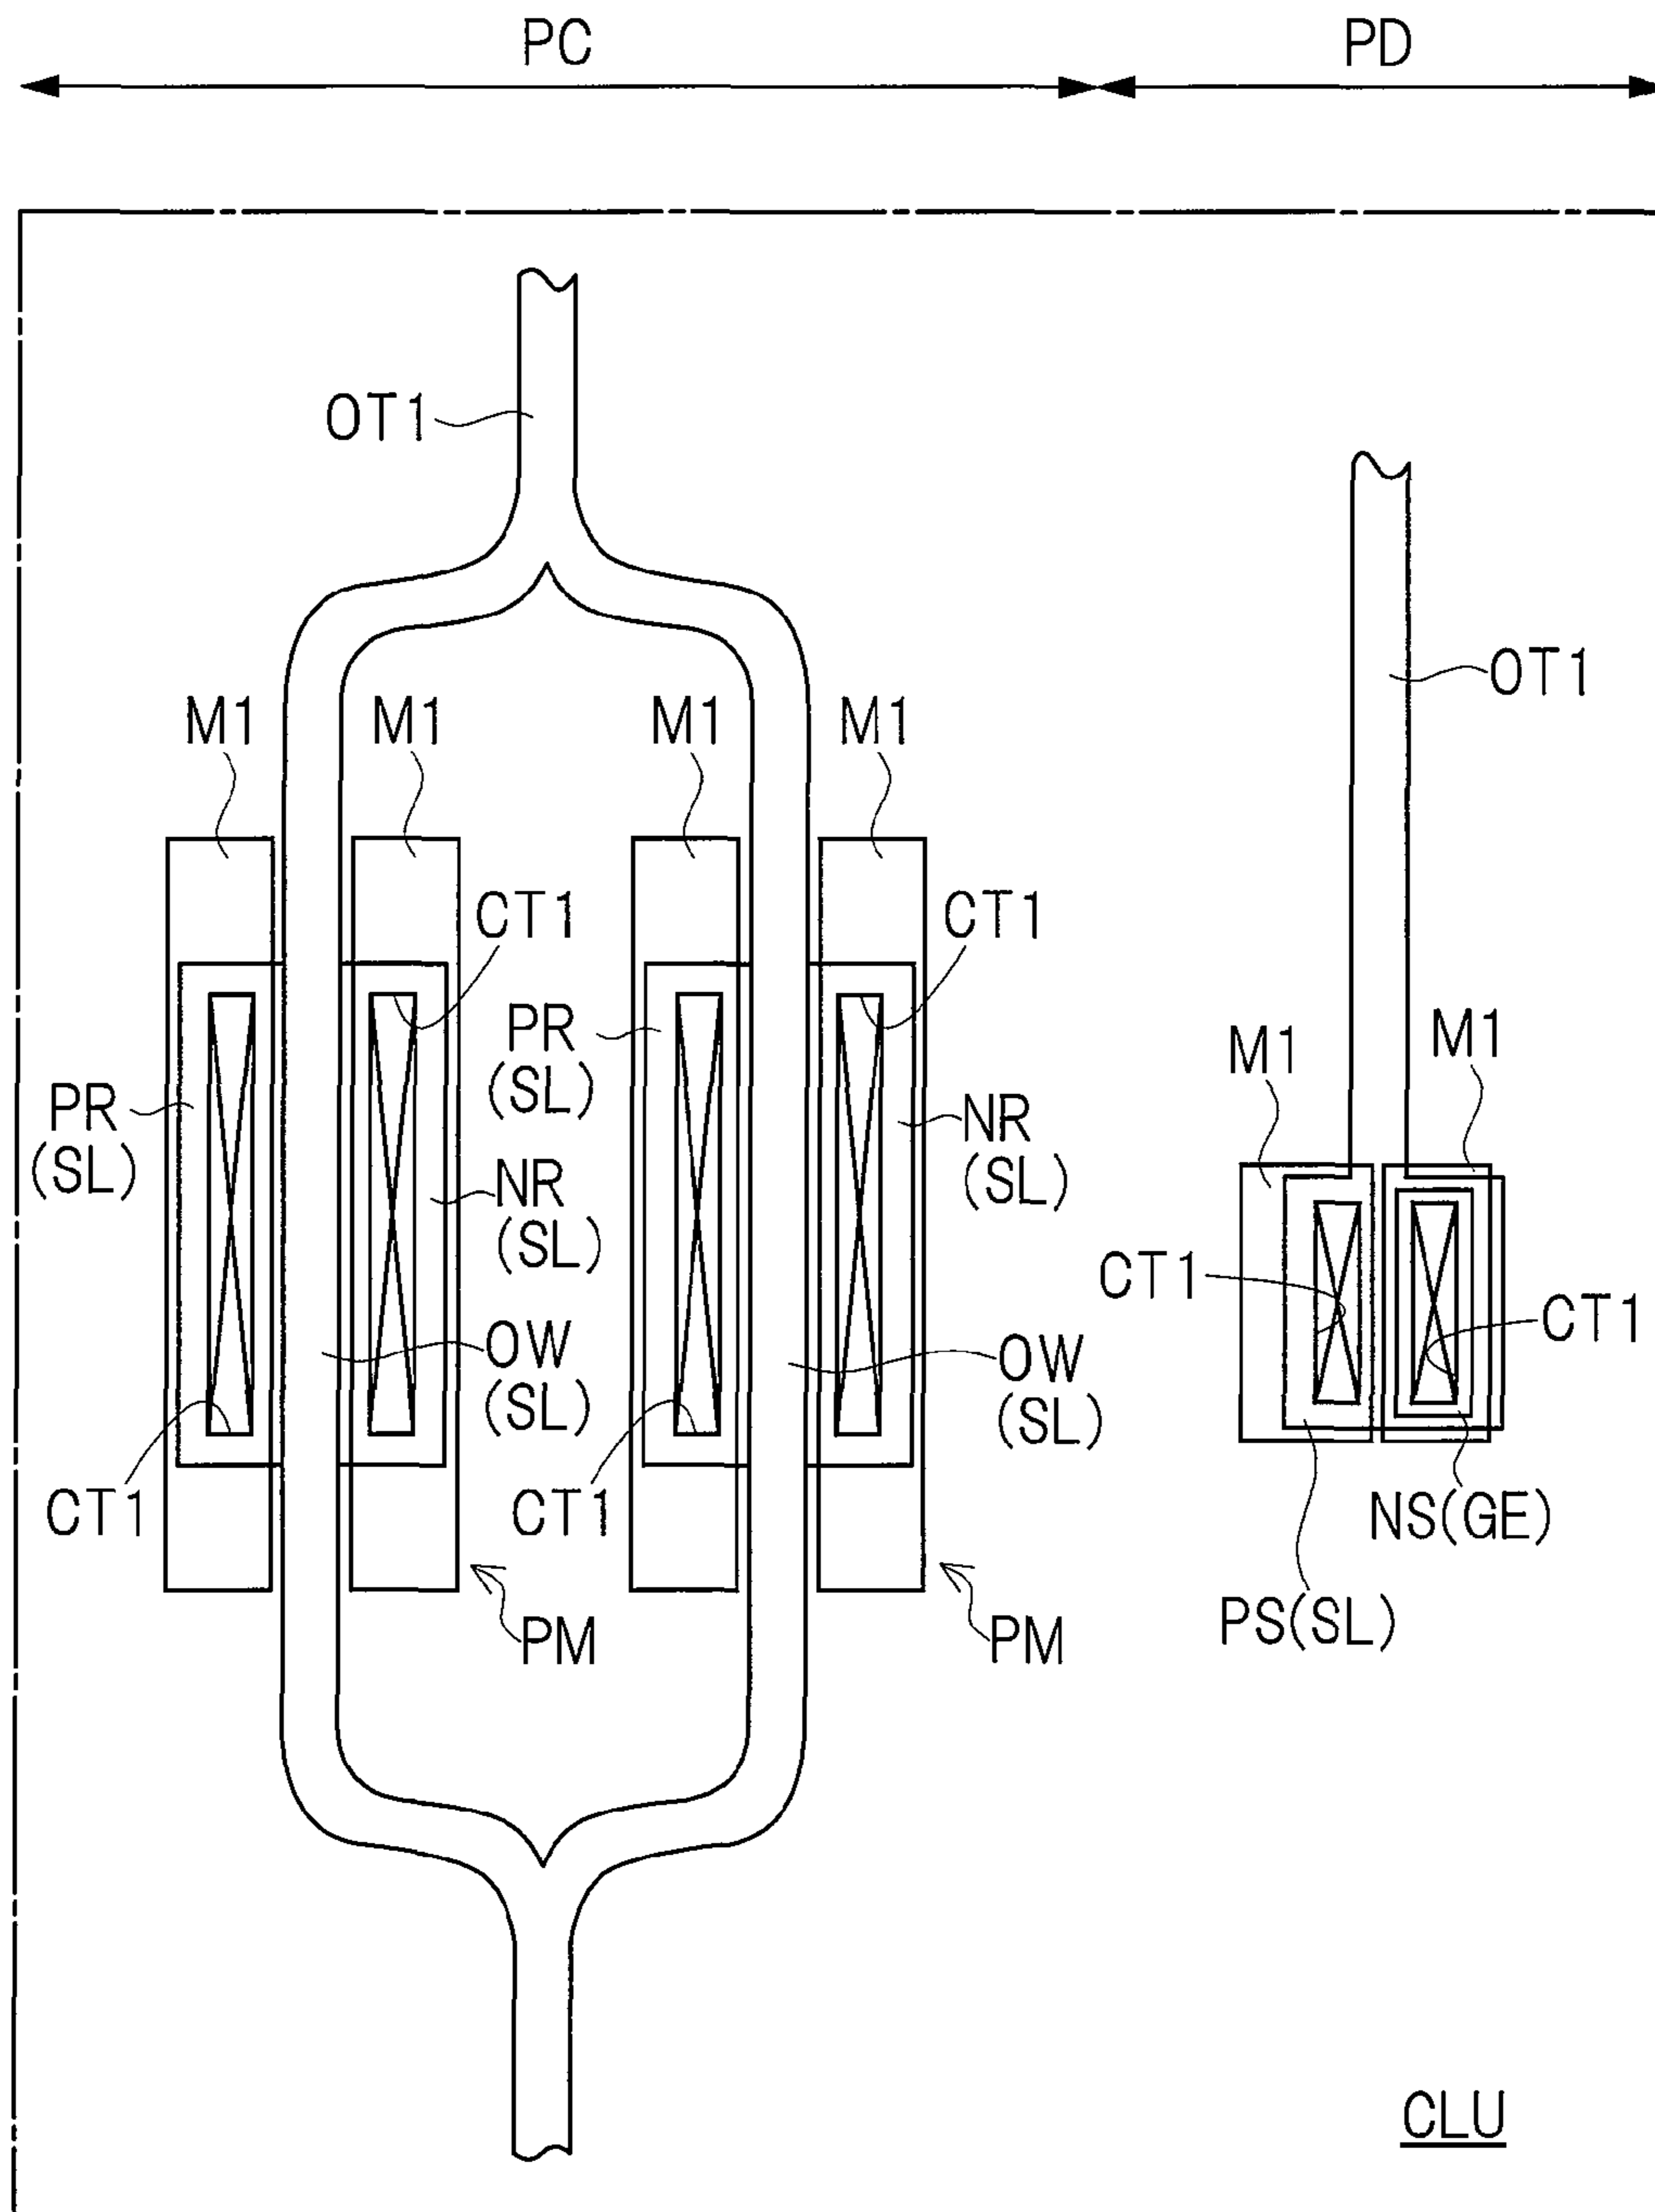 PC
PD
OT1
OT1
M1
M1
M1
M1
CT1
CT1
PR
(SL)
PR
(SL)
NR
(SL)
NR
(SL)
M1
M1
CT1
CT1
OW
(SL)
OW
(SL)
CT1
CT1
NS(GE)
PS(SL)
PM
PM
CLU